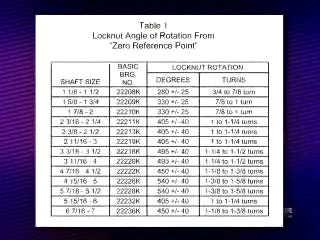 Table 1
Locknut Angle of Rotation From
"Zero Reference Point"
SHAFT SIZE BASIC BRG. NO. LOCKNUT ROTATION
DEGREES TURNS
1 1/8 - 1 1/2 22208K 280 +/- 25 3/4 to 7/8 turn
1 5/8 - 1 3/4 22209K 330 +/- 25 7/8 to 1 turn
1 7/8 - 2 22210K 330 +/- 25 7/8 to 1 turn
2 3/16 - 2 1/4 22211K 405 +/- 40 1 to 1-1/4 turns
2 3/8 - 2 1/2 22213K 405 +/- 40 1 to 1-1/4 turns
2 11/16 - 3 22215K 405 +/- 40 1 to 1-1/4 turns
3 3/16 - 3 1/2 22218K 495 +/- 40 1-1/4 to 1-1/2 turns
3 11/16 - 4 22220K 495 +/- 40 1-1/4 to 1-1/2 turns
4 7/16 - 4 1/2 22222K 450 +/- 40 1-1/8 to 1-3/8 turns
4 15/16 - 5 22226K 540 +/- 40 1-3/8 to 1-5/8 turns
5 7/16 - 5 1/2 22228K 540 +/- 40 1-3/8 to 1-5/8 turns
5 15/16 - 6 22232K 405 +/- 40 1 to 1-1/4 turns
6 7/16 - 7 22236K 450 +/- 40 1-1/8 to 1-3/8 turns